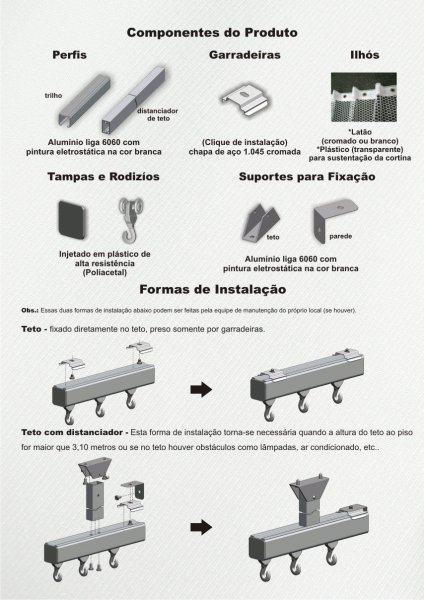 Componentes do Produto
Perfis
Garradeiras
Ilhós
trilho
distanciador
de teto
Alumínio liga 6060 com
pintura eletrostática na cor branca
(Clique de instalação)
chapa de aço 1.045 cromada
*Latão
(cromado ou branco)
*Plástico (transparente)
para sustentação da cortina
Tampas e Rodizíos
Suportes para Fixação
teto
parede
Injetado em plástico de
alta resistência
(Poliacetal)
Alumínio liga 6060 com
pintura eletrostática na cor branca
Formas de Instalação
Obs.: Essas duas formas de instalação abaixo podem ser feitas pela equipe de manutenção do próprio local (se houver).
Teto - fixado diretamente no teto, preso somente por garradeiras.
Teto com distanciador - Esta forma de instalação torna-se necessária quando a altura do teto ao piso
for maior que 3,10 metros ou se no teto houver obstáculos como lâmpadas, ar condicionado, etc..